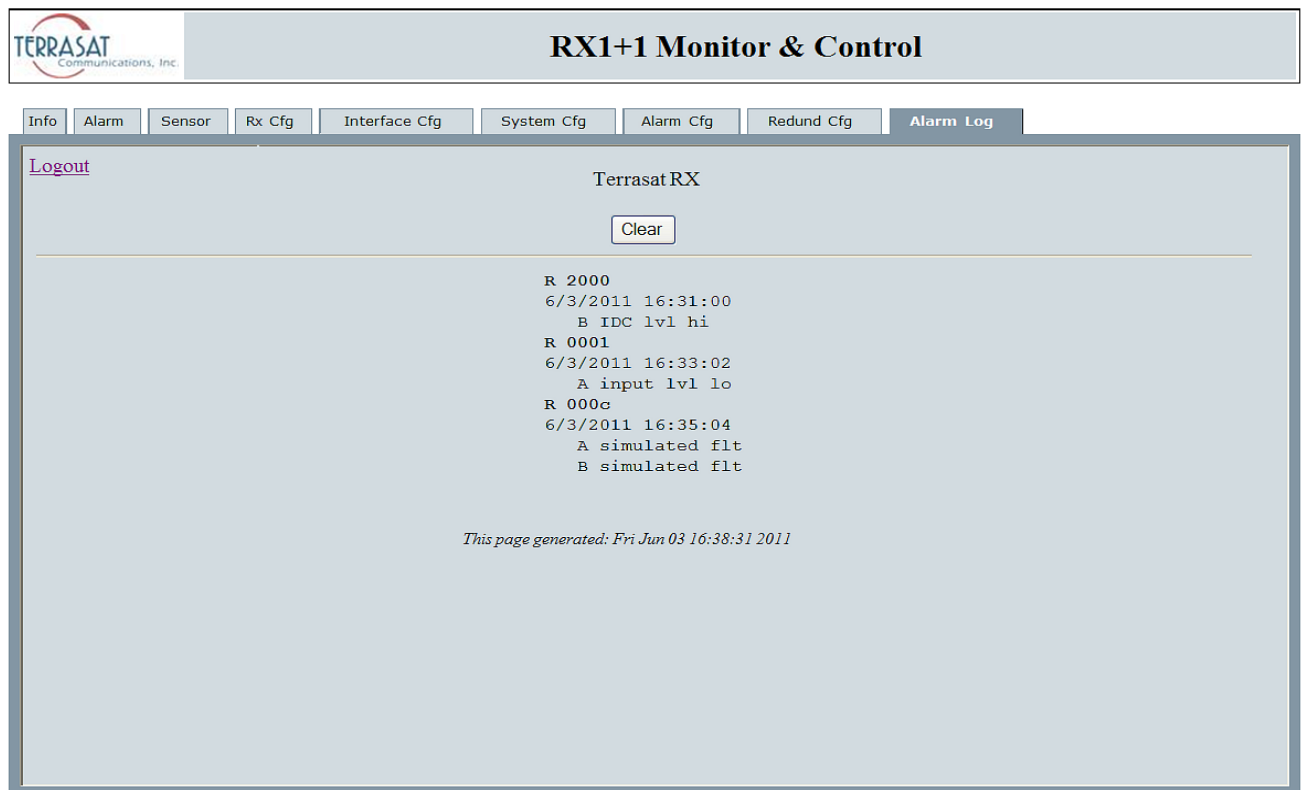 TERRASAT
Communications, Inc.
RX1+1 Monitor & Control
Info Alarm Sensor Rx Cfg Interface Cfg System Cfg Alarm Cfg Redund Cfg Alarm Log
Logout
Terrasat RX
Clear
R 2000
6/3/2011 16:31:00
B IDC lvl hi
R 0001
6/3/2011 16:33:02
A input lvl lo
R 000c
6/3/2011 16:35:04
A simulated flt
B simulated flt
This page generated: Fri Jun 03 16:38:31 2011